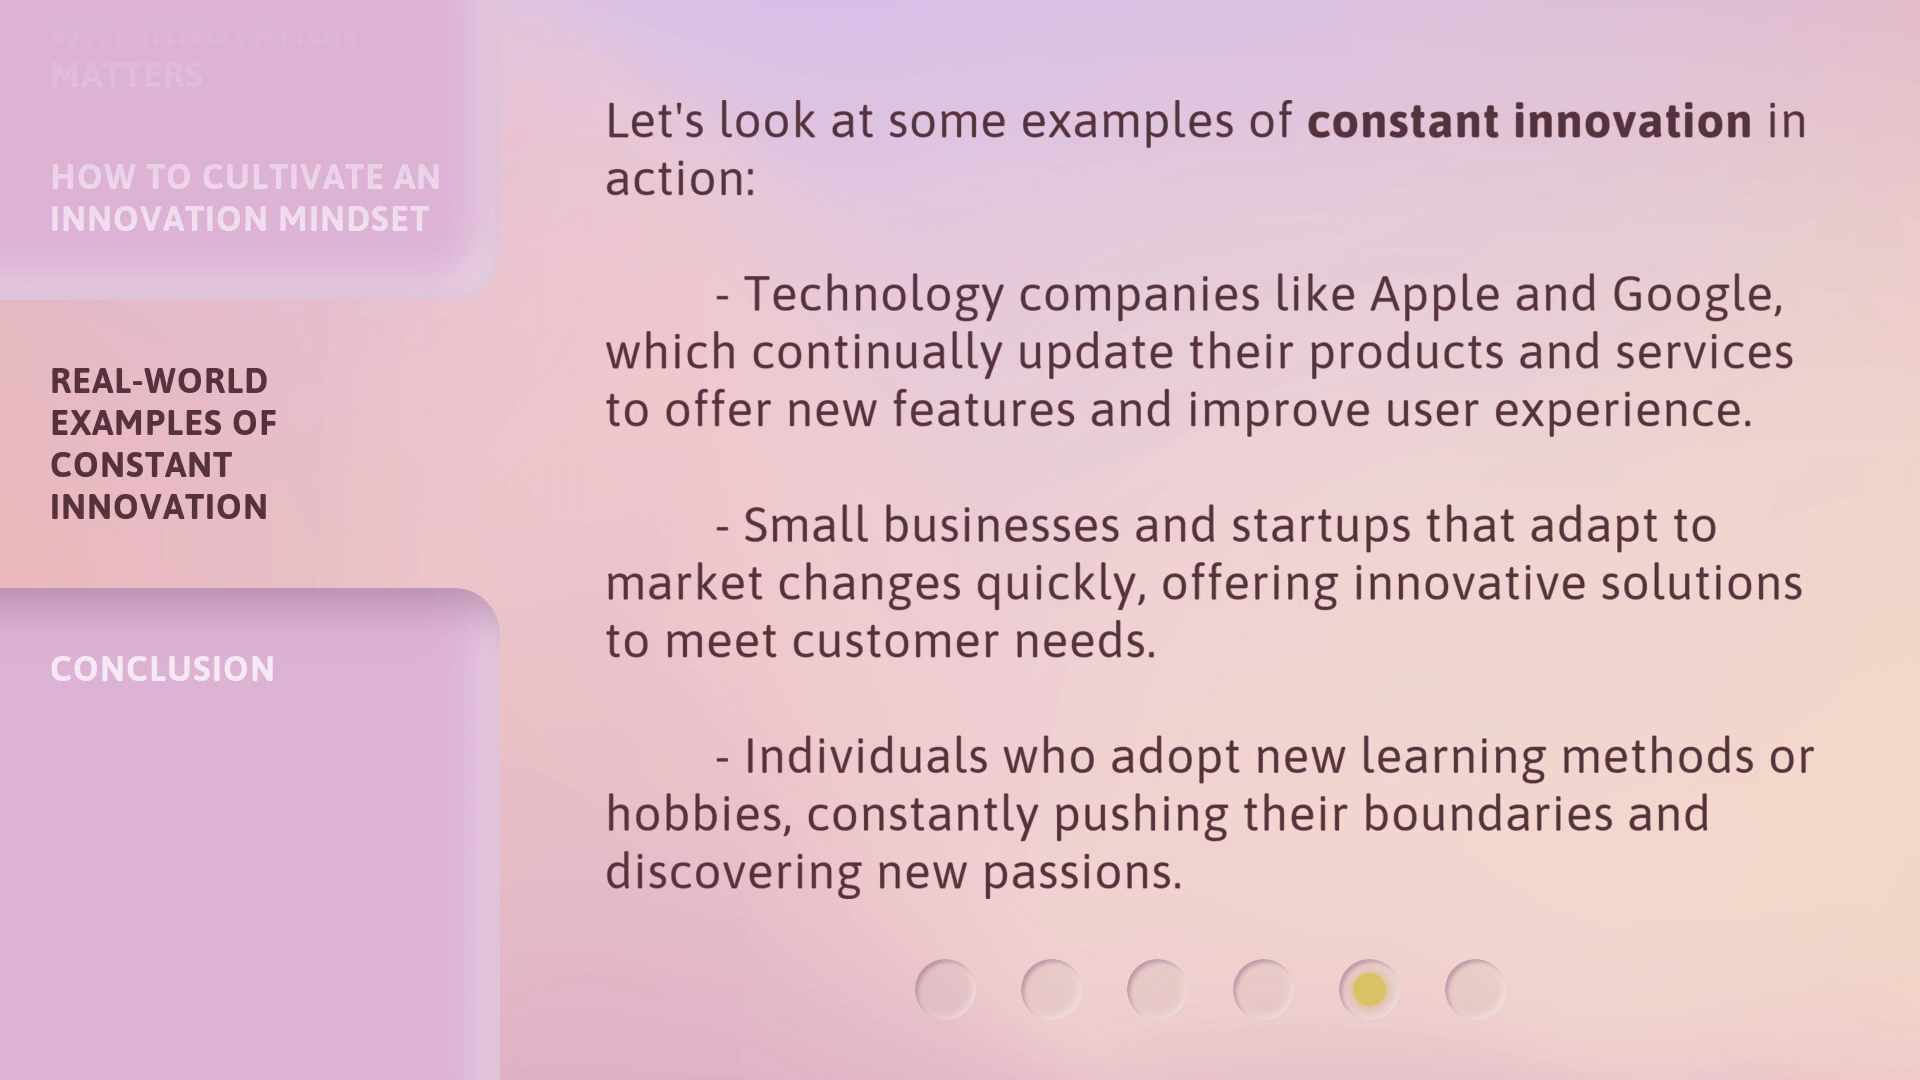 WHY INNOVATION
MATTERS
HOW TO CULTIVATE AN
INNOVATION MINDSET
REAL-WORLD
EXAMPLES OF
CONSTANT
INNOVATION
CONCLUSION
Let's look at some examples of constant innovation in
action:
- Technology companies like Apple and Google,
which continually update their products and services
to offer new features and improve user experience.
- Small businesses and startups that adapt to
market changes quickly, offering innovative solutions
to meet customer needs.
- Individuals who adopt new learning methods or
hobbies, constantly pushing their boundaries and
discovering new passions.